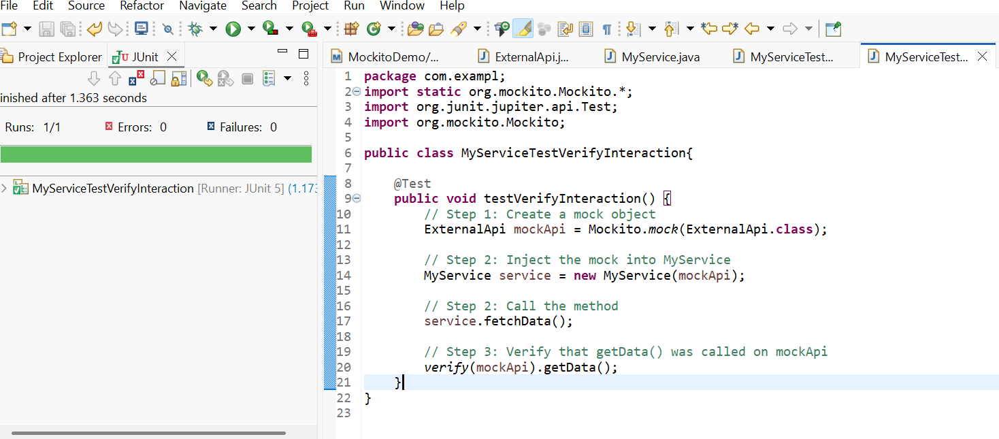 File Edit Source Refactor Navigate Search Project Run Window Help
Project Explorer JUnit
MockitoDemo/... ExternalApi.j... MyService.java MyServiceTest... MyServiceTest...
inished after 1.363 seconds
Runs: 1/1 Errors: 0 Failures: 0
MyServiceTestVerifyInteraction [Runner: JUnit 5] (1.173
1 package com.exampl;
2 import static org.mockito.Mockito.*;
3 import org.junit.jupiter.api.Test;
4 import org.mockito.Mockito;
5
6 public class MyServiceTestVerifyInteraction{
7
8 @Test
9 public void testVerifyInteraction() {
10 // Step 1: Create a mock object
11 ExternalApi mockApi = Mockito.mock(ExternalApi.class);
12
13 // Step 2: Inject the mock into MyService
14 MyService service = new MyService(mockApi);
15
16 // Step 2: Call the method
17 service.fetchData();
18
19 // Step 3: Verify that getData() was called on mockApi
20 verify(mockApi).getData();
21 }
22 }
23